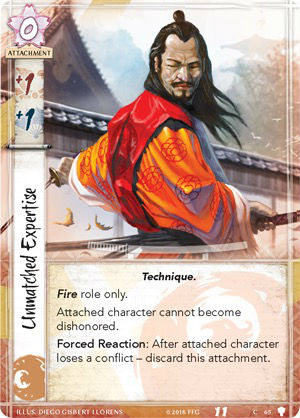 0
ATTACHMENT
+1
+1
Unmatched Expertise
Technique.
Fire role only.
Attached character cannot become
dishonored.
Forced Reaction: After attached character
loses a conflict – discard this attachment.
ILLUS. DIEGO GISBERT LLORENS
©2018 FFG
11
C 65